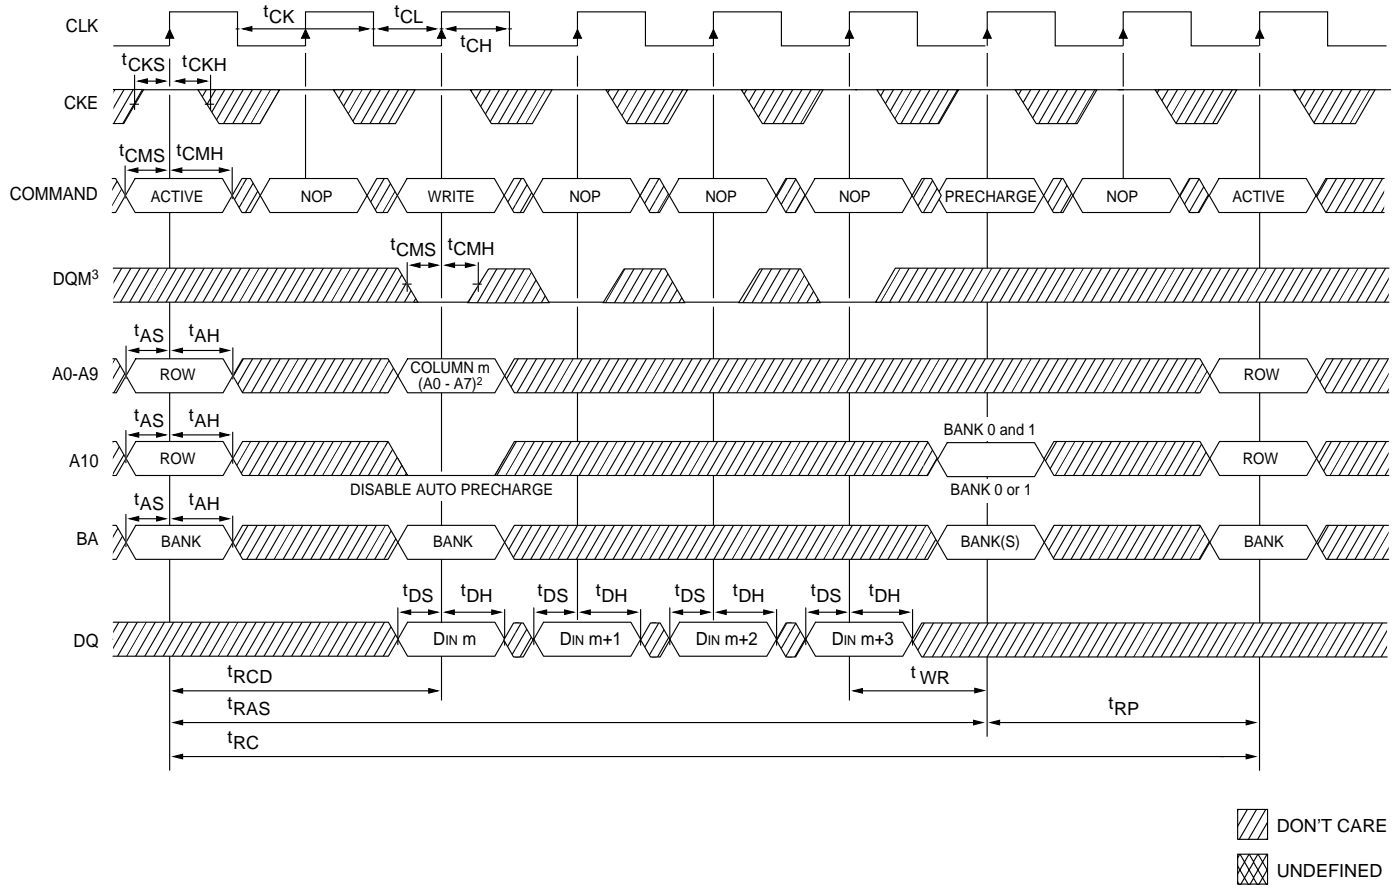 CLK
tCK
tCL
tCH
tCKS
tCKH
CKE
tCMS
tCMH
COMMAND
ACTIVE
NOP
WRITE
NOP
NOP
NOP
PRECHARGE
NOP
ACTIVE
tCMS
tCMH
DQM³
tAS
tAH
A0-A9
ROW
COLUMN m
(A0 - A7)²
ROW
tAS
tAH
A10
ROW
BANK 0 and 1
ROW
DISABLE AUTO PRECHARGE
BANK 0 or 1
tAS
tAH
BA
BANK
BANK
BANK(S)
BANK
tDS
tDH
tDS
tDH
tDS
tDH
tDS
tDH
DQ
DIN m
DIN m+1
DIN m+2
DIN m+3
tRCD
t WR
tRAS
tRP
tRC
DON'T CARE
UNDEFINED